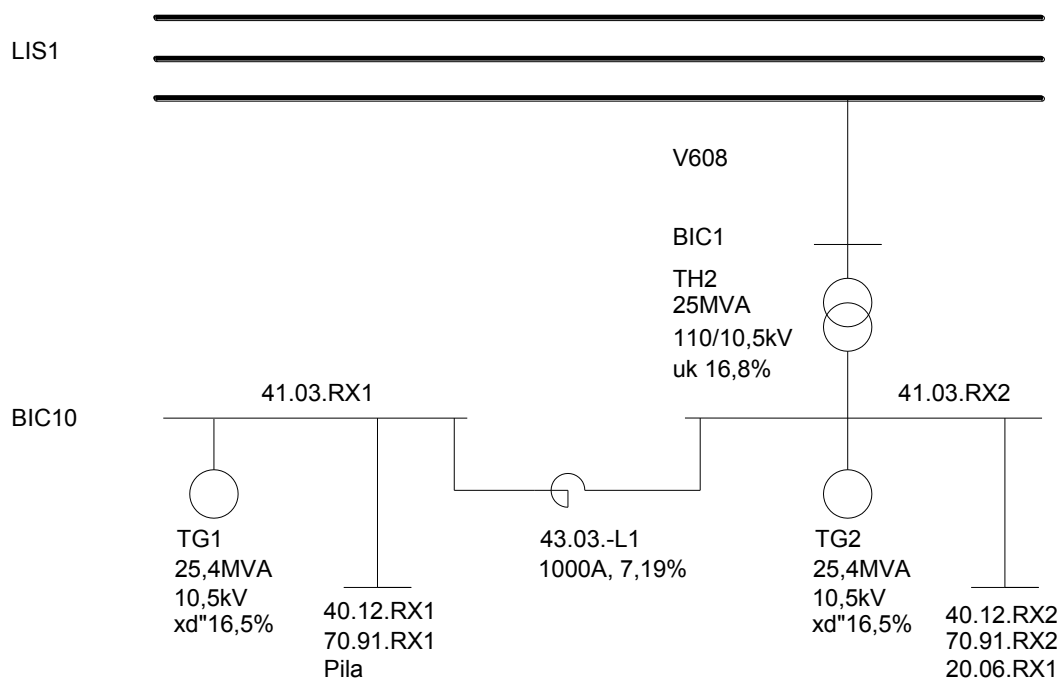 LIS1
V608
BIC1
TH2
25MVA
110/10,5kV
uk 16,8%
41.03.RX1
41.03.RX2
BIC10
TG1
25,4MVA
10,5kV
xd"16,5%
40.12.RX1
70.91.RX1
Pila
43.03.-L1
1000A, 7,19%
TG2
25,4MVA
10,5kV
xd"16,5%
40.12.RX2
70.91.RX2
20.06.RX1